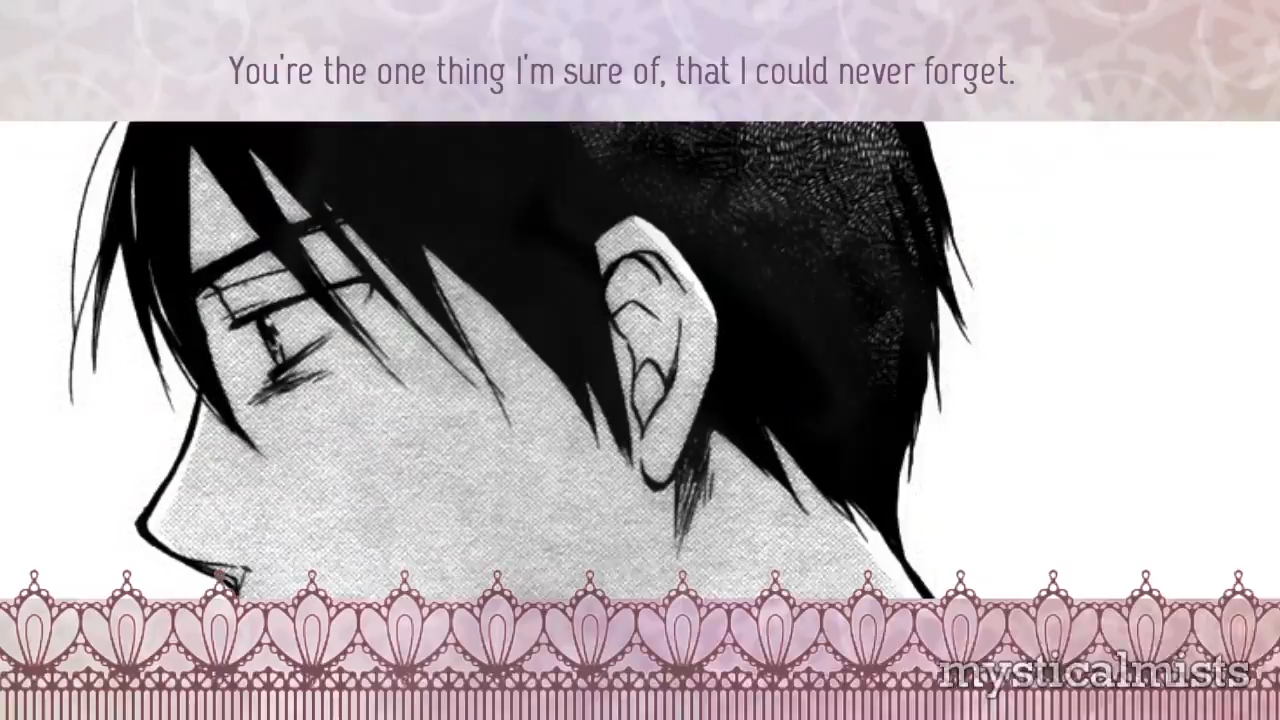 You're the one thing I'm sure of, that I could never forget.
mysticalmists